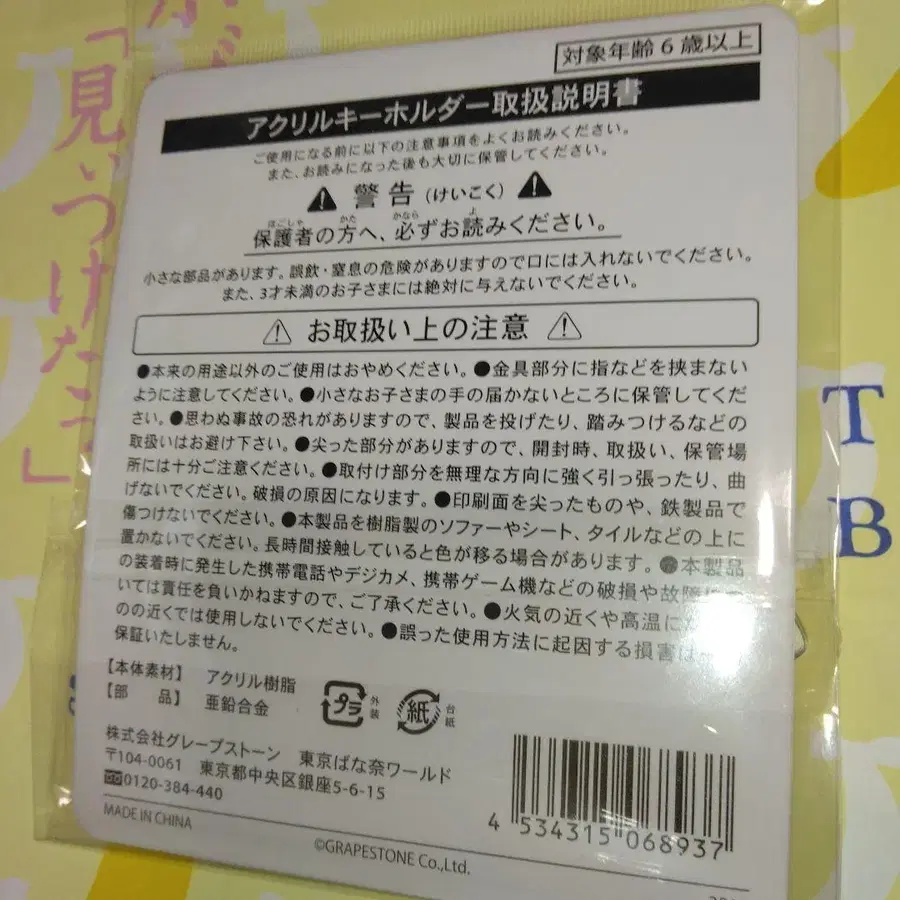 対象年齢6歳以上
アクリルキーホルダー取扱説明書
ご使用になる前に以下の注意事項をよくお読みください。
また、お読みになった後も大切に保管してください。
警告(けいこく)
ほごしゃ かた かなら よ
保護者の方へ、必ずお読みください。
小さな部品があります。誤飲・窒息の危険がありますので口には入れないでください。
また、3才未満のお子さまには絶対に与えないでください。
お取扱い上の注意
●本来の用途以外のご使用はおやめください。●金具部分に指などを挟まない
ように注意してください。●小さなお子さまの手の届かないところに保管してくだ
さい。●思わぬ事故の恐れがありますので、製品を投げたり、踏みつけるなどの
取扱いはお避け下さい。●尖った部分がありますので、開封時、取扱い、保管場
所には十分ご注意ください。●取付け部分を無理な方向に強く引っ張ったり、曲
げないでください。破損の原因になります。●印刷面を尖ったものや、鉄製品で
傷つけないでください。●本製品を樹脂製のソファーやシート、タイルなどの上に
置かないでください。長時間接触していると色が移る場合があります。●本製品
の装着時に発生した携帯電話やデジカメ、携帯ゲーム機などの破損や故障
いては責任を負いかねますので、ご了承ください。●火気の近くや高温に
のの近くでは使用しないでください。●誤った使用方法に起因する損害は
保証いたしません。
【本体素材】 アクリル樹脂
【部 品】 亜鉛合金
プラ 外装
紙 台紙
株式会社グレープストーン 東京ばな奈ワールド
〒104-0061 東京都中央区銀座5-6-15
0120-384-440
MADE IN CHINA
4 534315 068937
©GRAPESTONE Co.,Ltd.
「見ぃつけたっ」
T
B